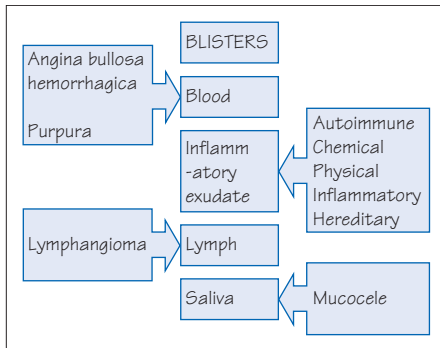 BLISTERS
Angina bullosa
hemorrhagica
Purpura
Blood
Inflamm
-atory
exudate
Autoimmune
Chemical
Physical
Inflammatory
Hereditary
Lymphangioma
Lymph
Saliva
Mucocele